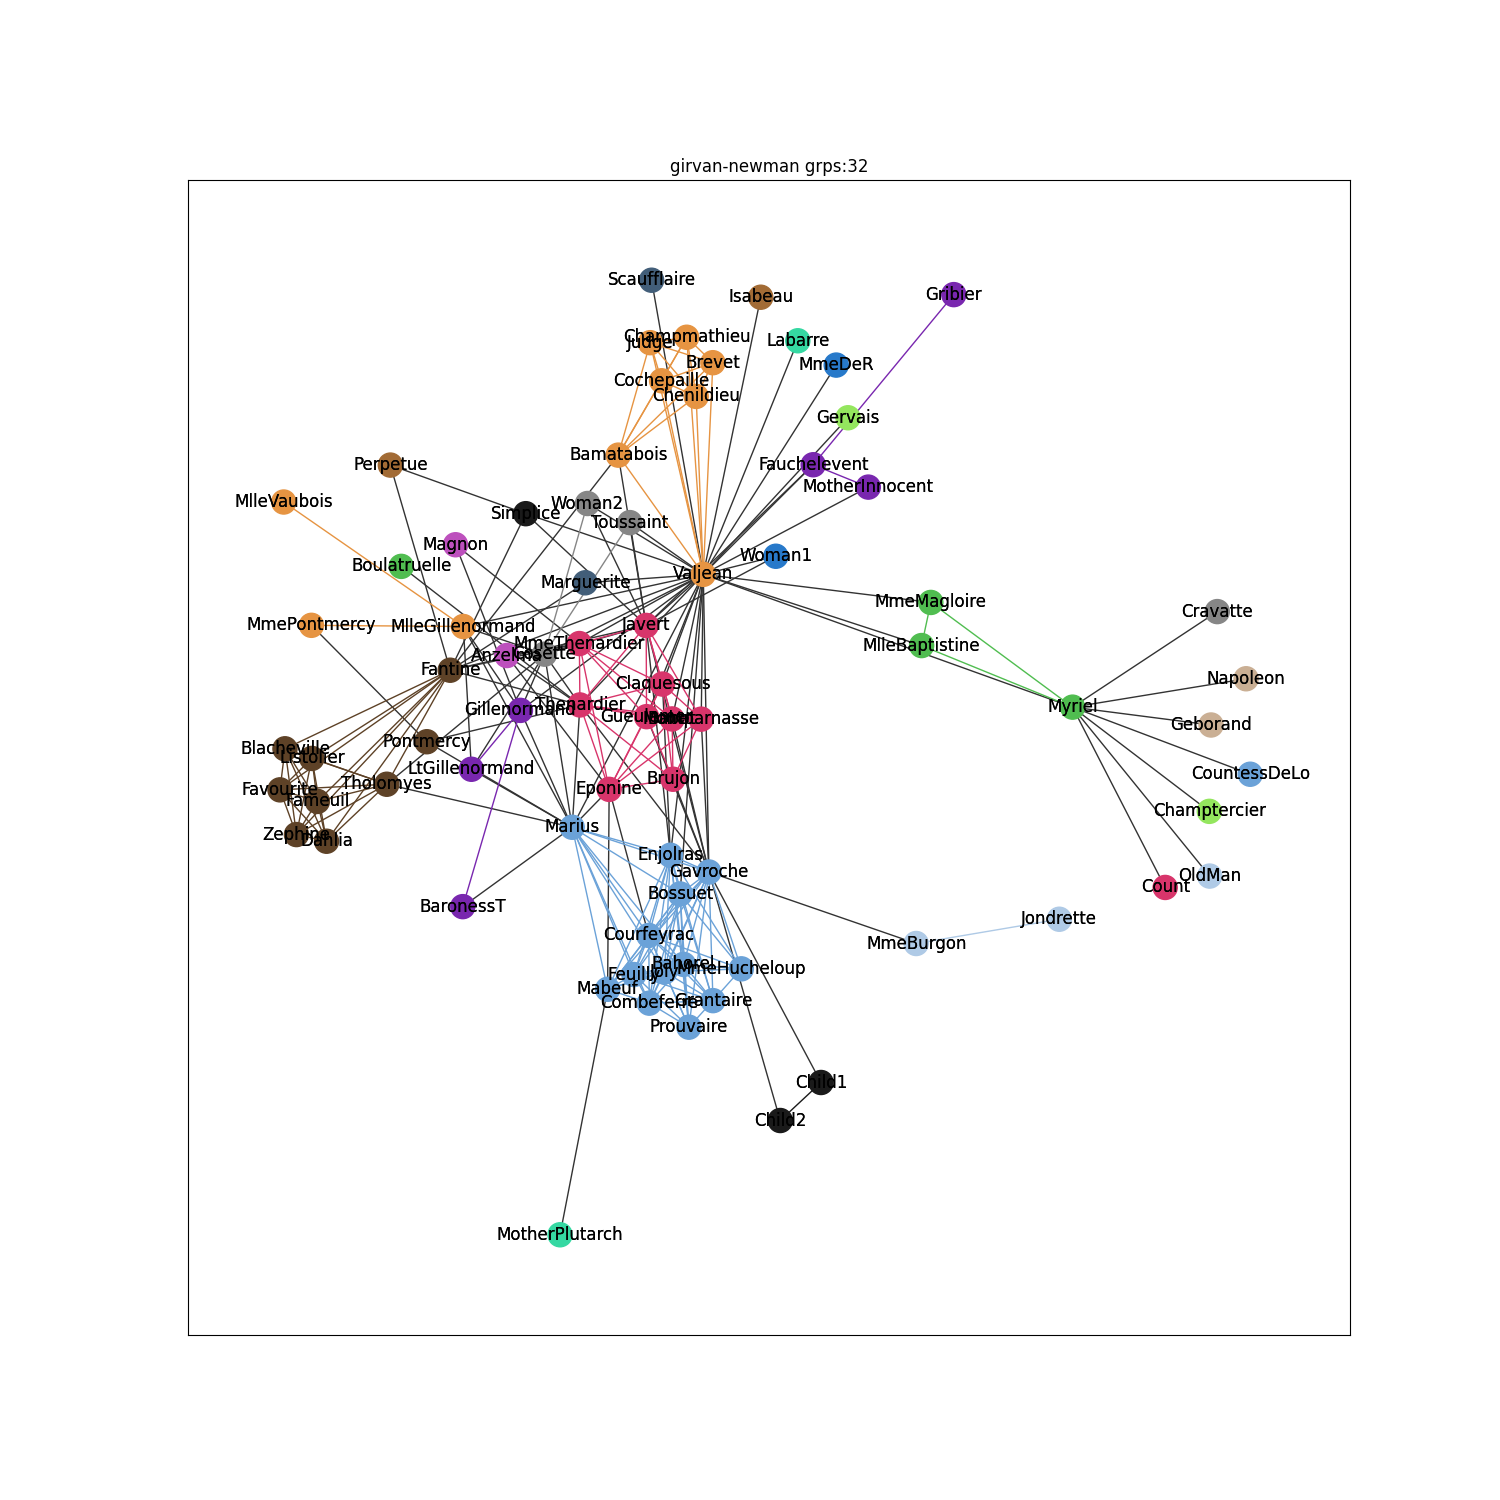 girvan-newman grps:32
Scaufflaire
Isabeau
Gribier
Champmathieu
Judge
Labarre
Brevet
MmeDeR
Cochepaille
Chenildieu
Gervais
Bamatabois
Perpetue
Fauchelevent
MotherInnocent
MlleVaubois
Woman2
Simplice
Toussaint
Magnon
Woman1
Boulatruelle
Valjean
Marguerite
MmeMagloire
Cravatte
MmePontmercy
MlleGillenormand
Javert
MmeThenardier
MlleBaptistine
Anzelma
Cosette
Fantine
Napoleon
Claquesous
Thenardier
Gillenormand
Myriel
Geborand
Pontmercy
Blacheville
Listolier
LtGillenormand
CountessDeLo
Brujon
Tholomyes
Favourite
Eponine
Fameuil
Champtercier
Marius
Zephine
Dahlia
Enjolras
Gavroche
OldMan
Count
Bossuet
BaronessT
Jondrette
Courfeyrac
MmeBurgon
Bahorel
MmeHucheloup
Feuilly
Joly
Mabeuf
Combeferre
Grantaire
Prouvaire
Child1
Child2
MotherPlutarch